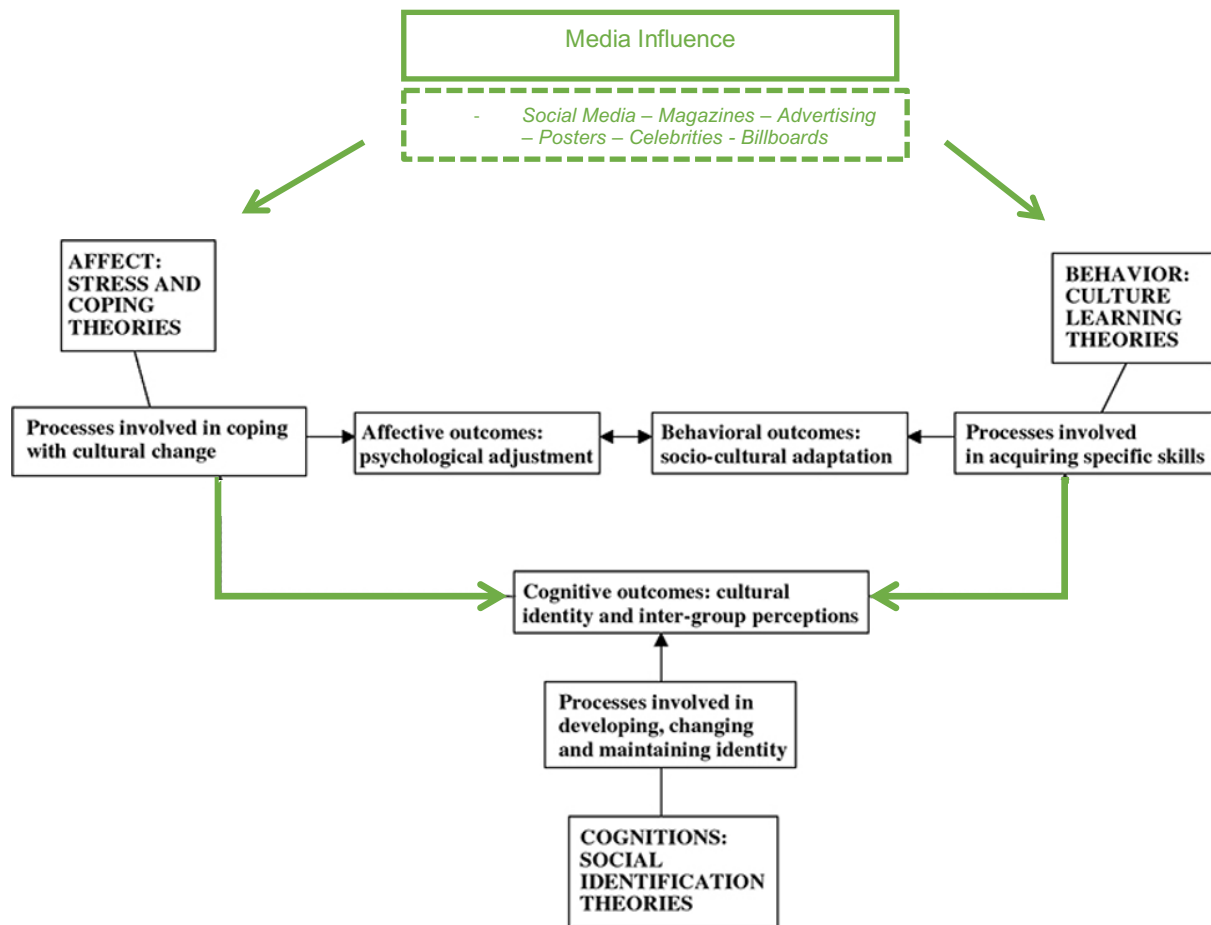 Media Influence
- Social Media – Magazines – Advertising
– Posters – Celebrities - Billboards
AFFECT:
STRESS AND
COPING
THEORIES
BEHAVIOR:
CULTURE
LEARNING
THEORIES
Processes involved in coping
with cultural change
Affective outcomes:
psychological adjustment
Behavioral outcomes:
socio-cultural adaptation
Processes involved
in acquiring specific skills
Cognitive outcomes: cultural
identity and inter-group perceptions
Processes involved in
developing, changing
and maintaining identity
COGNITIONS:
SOCIAL
IDENTIFICATION
THEORIES